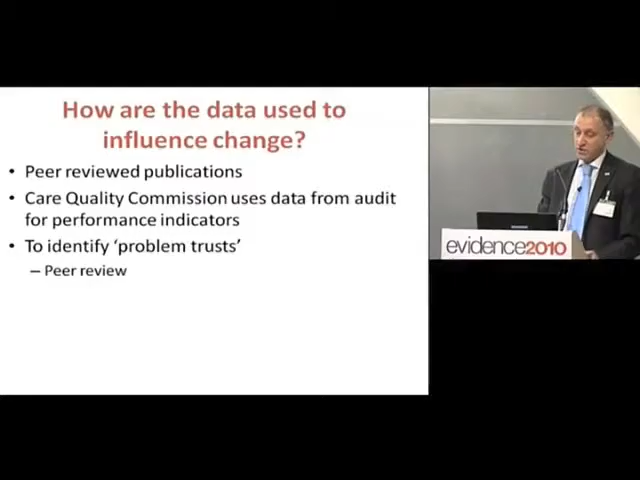 How are the data used to
influence change?
• Peer reviewed publications
• Care Quality Commission uses data from audit
for performance indicators
• To identify ‘problem trusts’
– Peer review
evidence2010